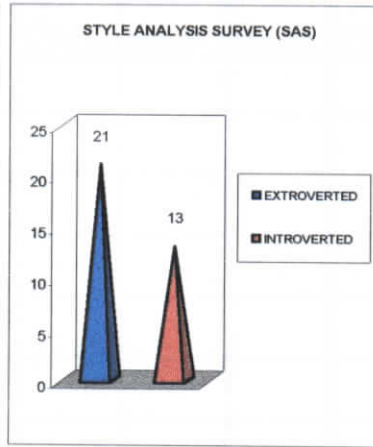 STYLE ANALYSIS SURVEY (SAS)
25
20
15
10
5
0
21
13
EXTROVERTED
INTROVERTED